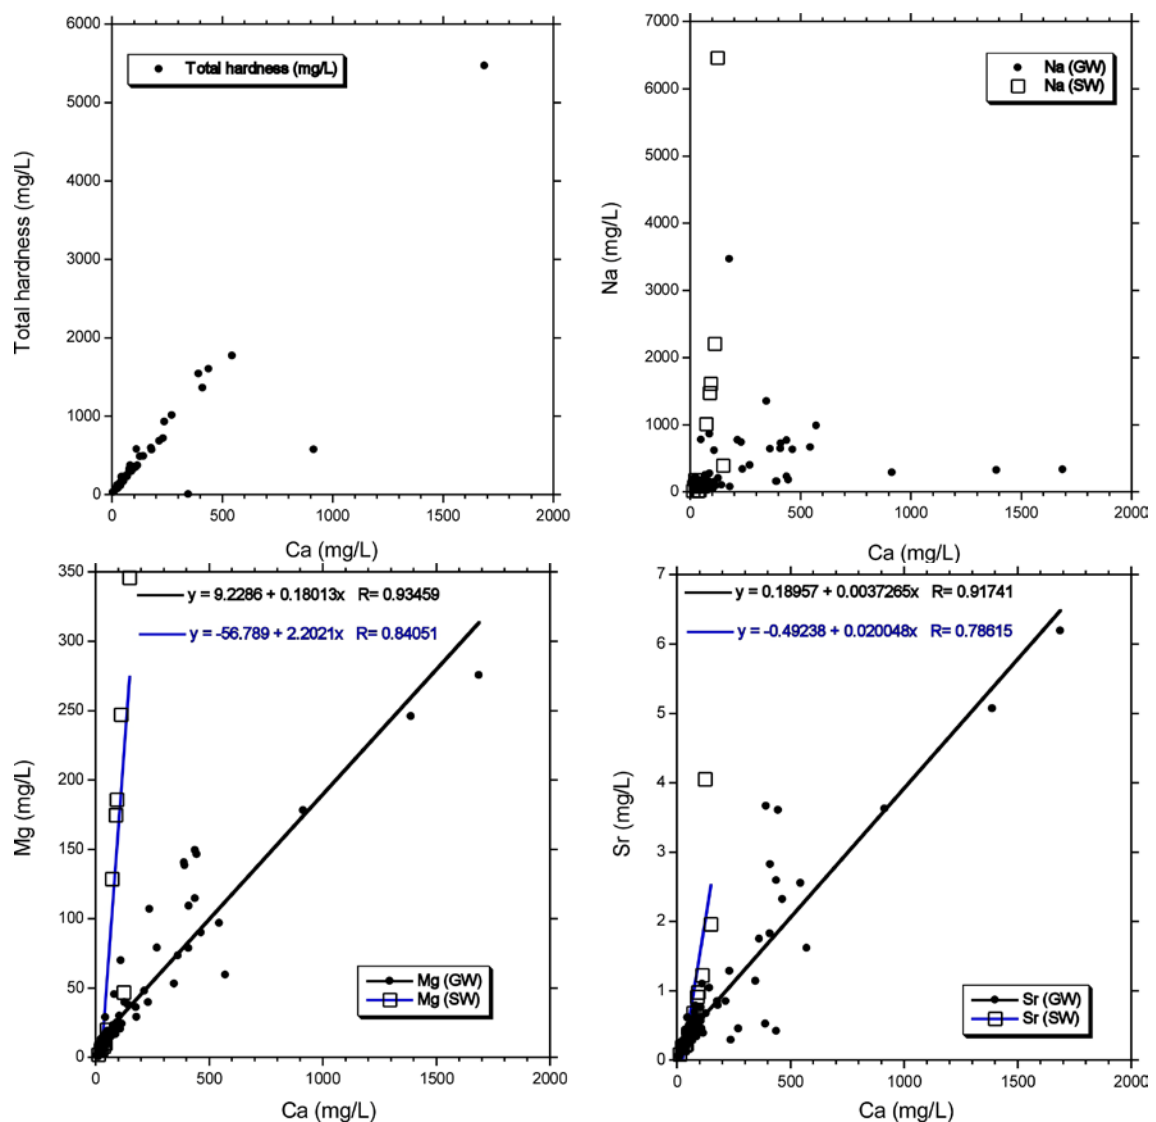 6000
5000
4000
3000
2000
1000
0
Total hardness (mg/L)
Total hardness (mg/L)
0 500 1000 1500 2000
Ca (mg/L)
7000
6000
5000
4000
3000
2000
1000
0
Na (mg/L)
Na (GW)
Na (SW)
0 500 1000 1500 2000
Ca (mg/L)
350
300
250
200
150
100
50
0
Mg (mg/L)
y = 9.2286 + 0.18013x R= 0.93459
y = -56.789 + 2.2021x R= 0.84051
Mg (GW)
Mg (SW)
0 500 1000 1500 2000
Ca (mg/L)
7
6
5
4
3
2
1
0
Sr (mg/L)
y = 0.18957 + 0.0037265x R= 0.91741
y = -0.49238 + 0.020048x R= 0.78615
Sr (GW)
Sr (SW)
0 500 1000 1500 2000
Ca (mg/L)